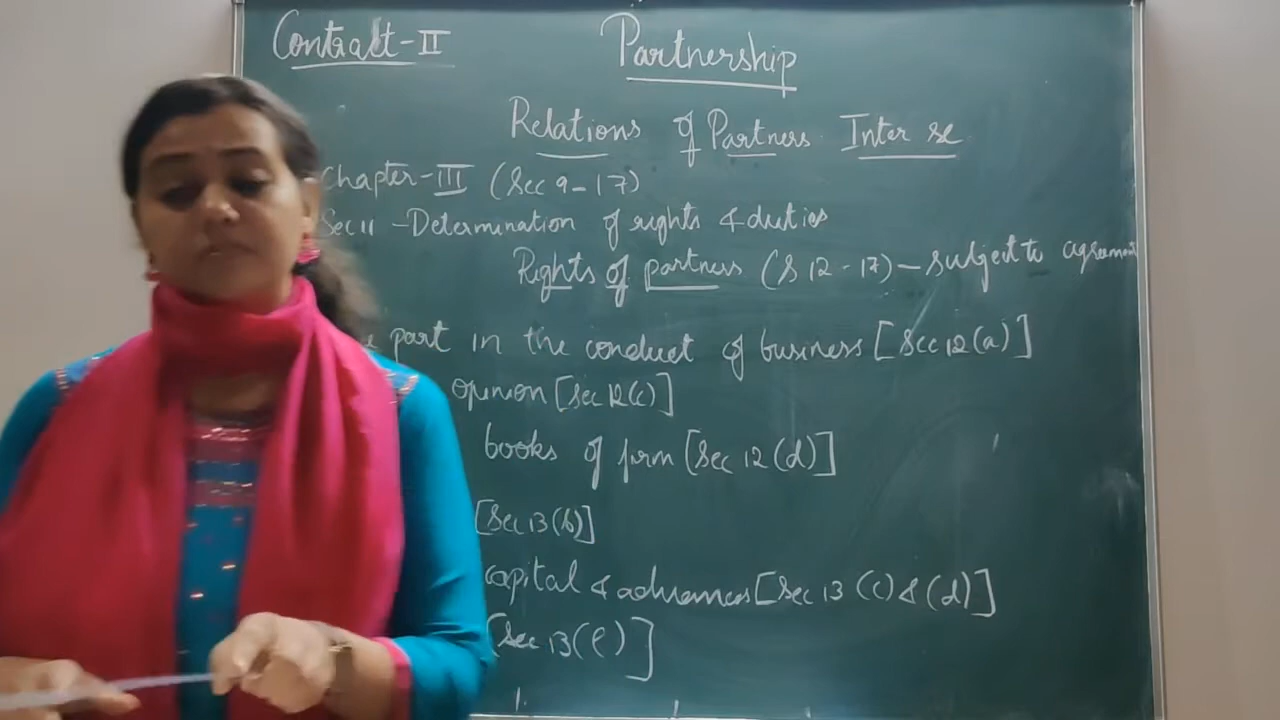 Contract-II
Partnership
Relations of Partners Inter se
Chapter-III (Sec 9-17)
Sec 11 -Determination of rights & duties
Rights of partners (S 12-17) - subject to agreement
part in the conduct of business [Sec 12(a)]
opinion [Sec 12(c)]
books of firm [Sec 12(d)]
[Sec 13(b)]
capital & advances [Sec 13 (c) & (d)]
[Sec 13(e)]